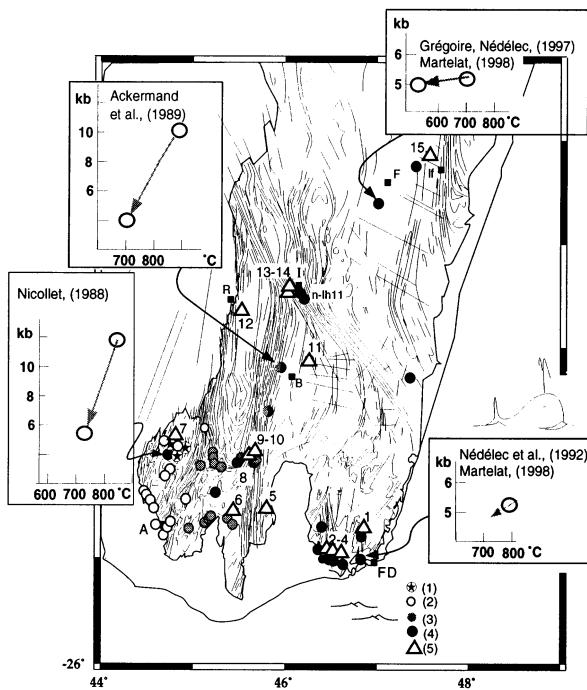 kb
6
5
Grégoire, Nédélec, (1997)
Martelat, (1998)
600 700 800 °C
kb
10
8
6
4
Ackermand
et al., (1989)
700 800 °C
Nicollet, (1988)
kb
10
8
6
4
600 700 800 °C
Nédélec et al., (1992)
Martelat, (1998)
kb
6
5
700 800 °C
15
F
If
13-14
I
n-Ih11
R
12
11
B
7
9-10
8
6
5
A
1
2-4
FD
(1)
(2)
(3)
(4)
(5)
-26°
44°
46°
48°